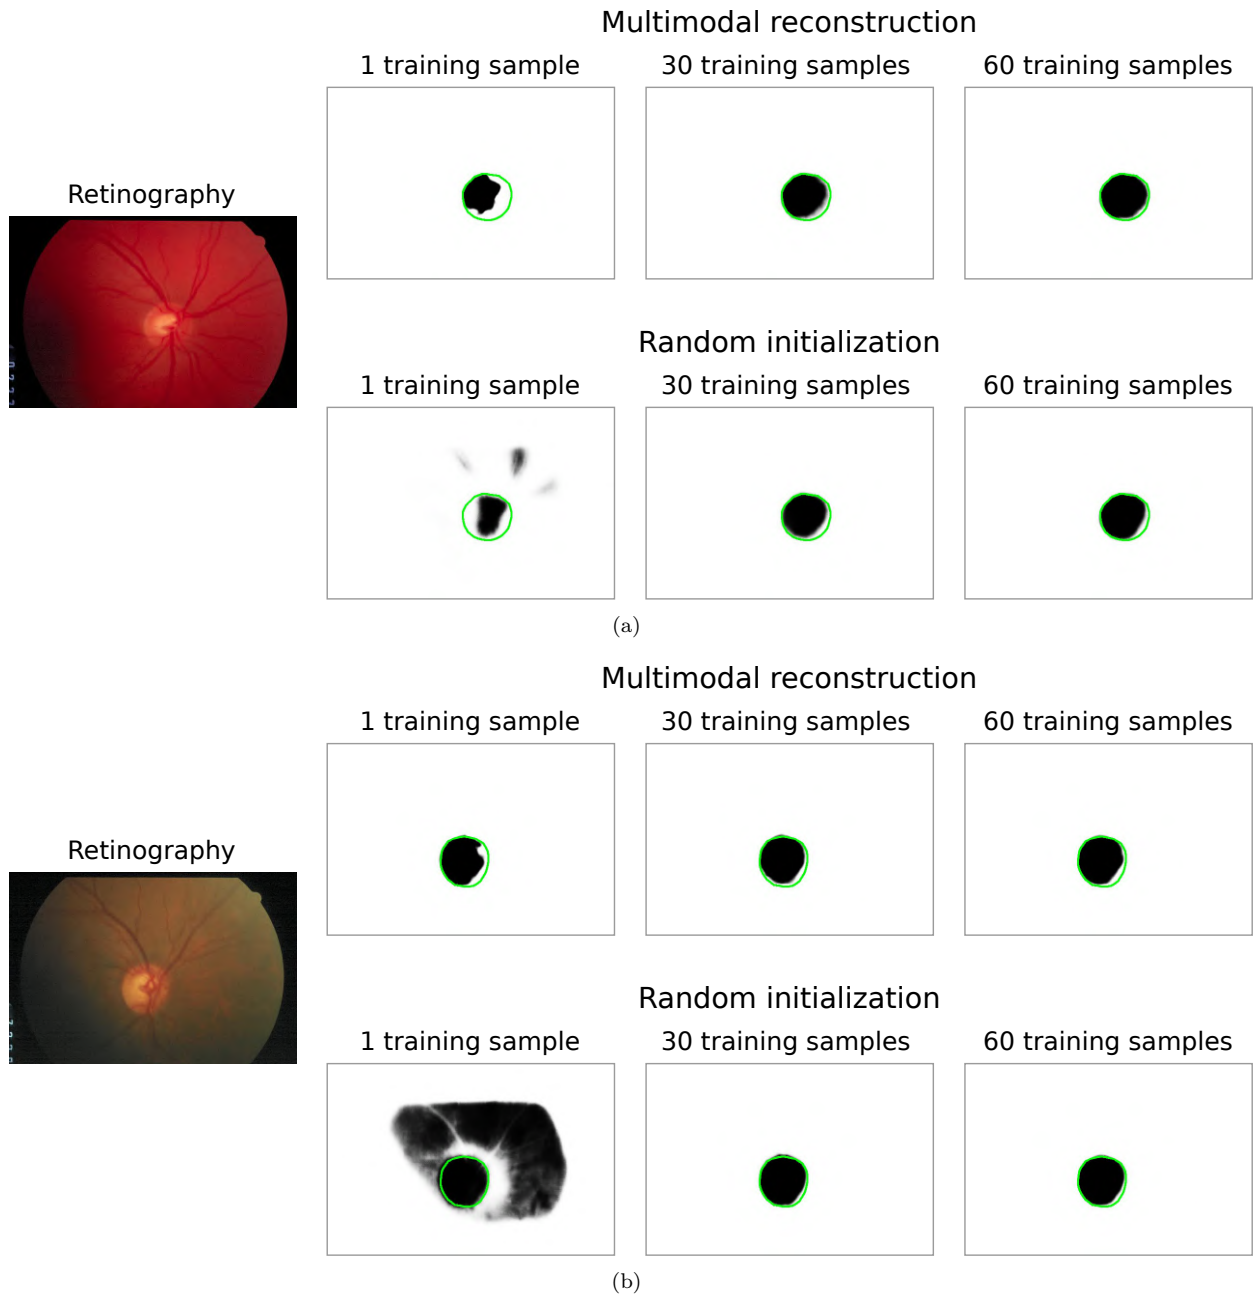 Multimodal reconstruction
1 training sample
30 training samples
60 training samples
Retinography
Random initialization
1 training sample
30 training samples
60 training samples
(a)
Multimodal reconstruction
1 training sample
30 training samples
60 training samples
Retinography
Random initialization
1 training sample
30 training samples
60 training samples
(b)